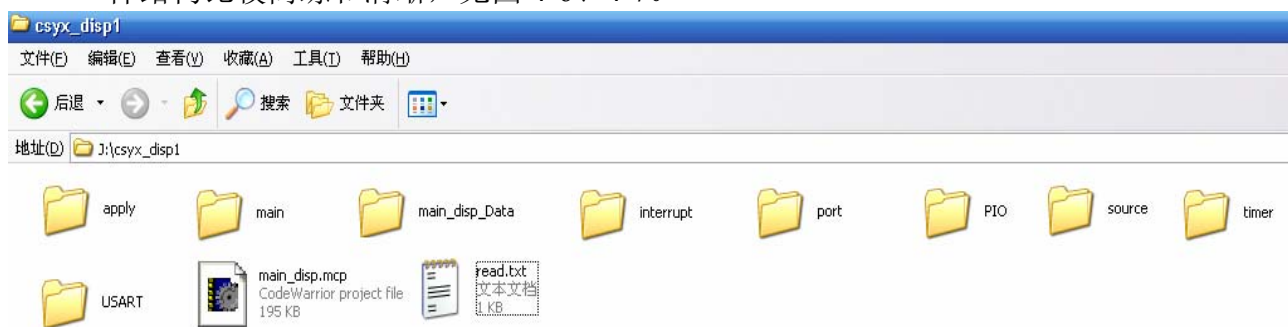 csyx_disp1
文件(F) 编辑(E) 查看(V) 收藏(A) 工具(T) 帮助(H)
后退 搜索 文件夹
地址(D) J:\csyx_disp1
apply main main_disp_Data interrupt port PIO source timer
USART main_disp.mcp read.txt
CodeWarrior project file 文本文档
195 KB 1 KB